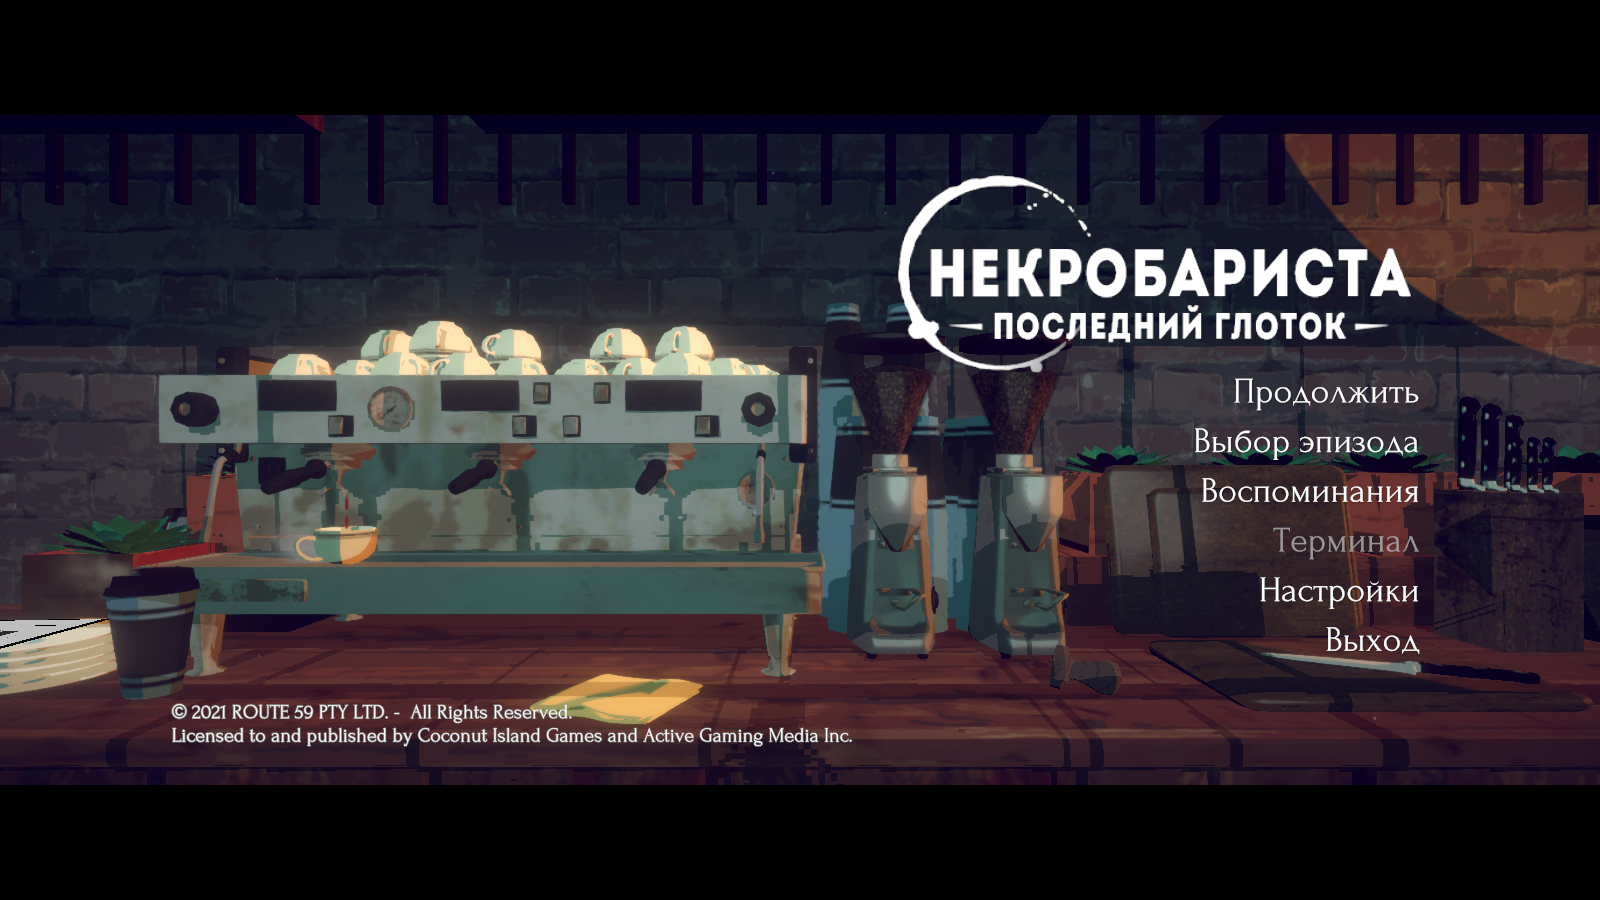 НЕКРОБАРИСТА
ПОСЛЕДНИЙ ГЛОТОК
Продолжить
Выбор эпизода
Воспоминания
Терминал
Настройки
Выход
© 2021 ROUTE 59 PTY LTD. - All Rights Reserved.
Licensed to and published by Coconut Island Games and Active Gaming Media Inc.